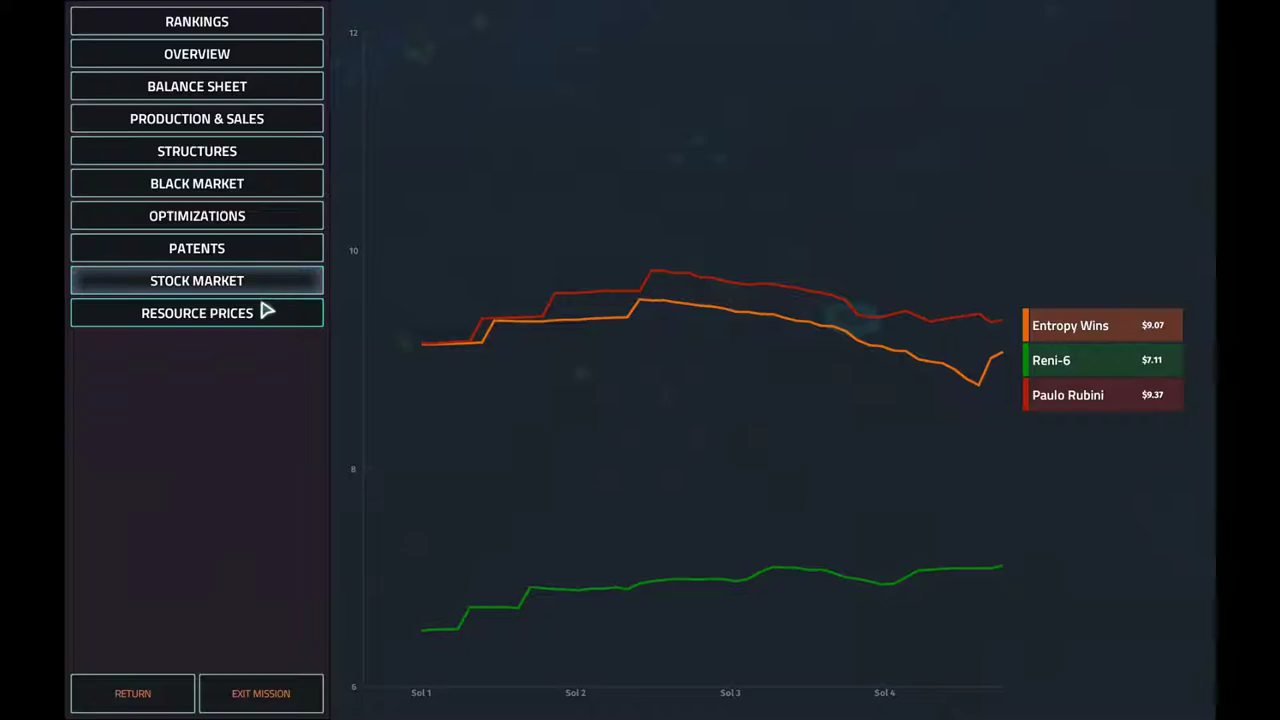 RANKINGS
OVERVIEW
BALANCE SHEET
PRODUCTION & SALES
STRUCTURES
BLACK MARKET
OPTIMIZATIONS
PATENTS
STOCK MARKET
RESOURCE PRICES
RETURN
EXIT MISSION
12
10
8
6
Sol 1
Sol 2
Sol 3
Sol 4
Entropy Wins $9.07
Reni-6 $7.11
Paulo Rubini $9.37